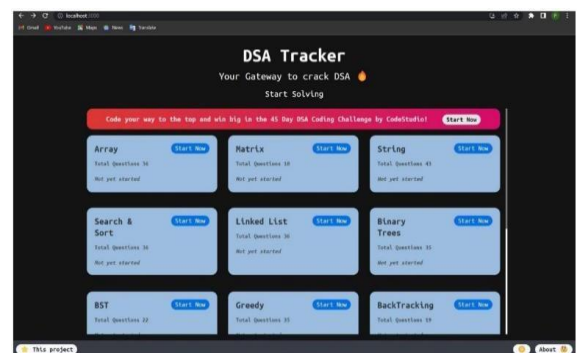 localhost:3000
Gmail YouTube Maps News Translate
DSA Tracker
Your Gateway to crack DSA 🔥
Start Solving
Code your way to the top and win big in the 45 Day DSA Coding Challenge by CodeStudio! Start Now
Array Start Now
Total Questions 36
Not yet started
Matrix Start Now
Total Questions 10
Not yet started
String Start Now
Total Questions 43
Not yet started
Search & Sort Start Now
Total Questions 36
Not yet started
Linked List Start Now
Total Questions 36
Not yet started
Binary Trees Start Now
Total Questions 35
Not yet started
BST Start Now
Total Questions 22
Greedy Start Now
Total Questions 35
BackTracking Start Now
Total Questions 19
This project
About